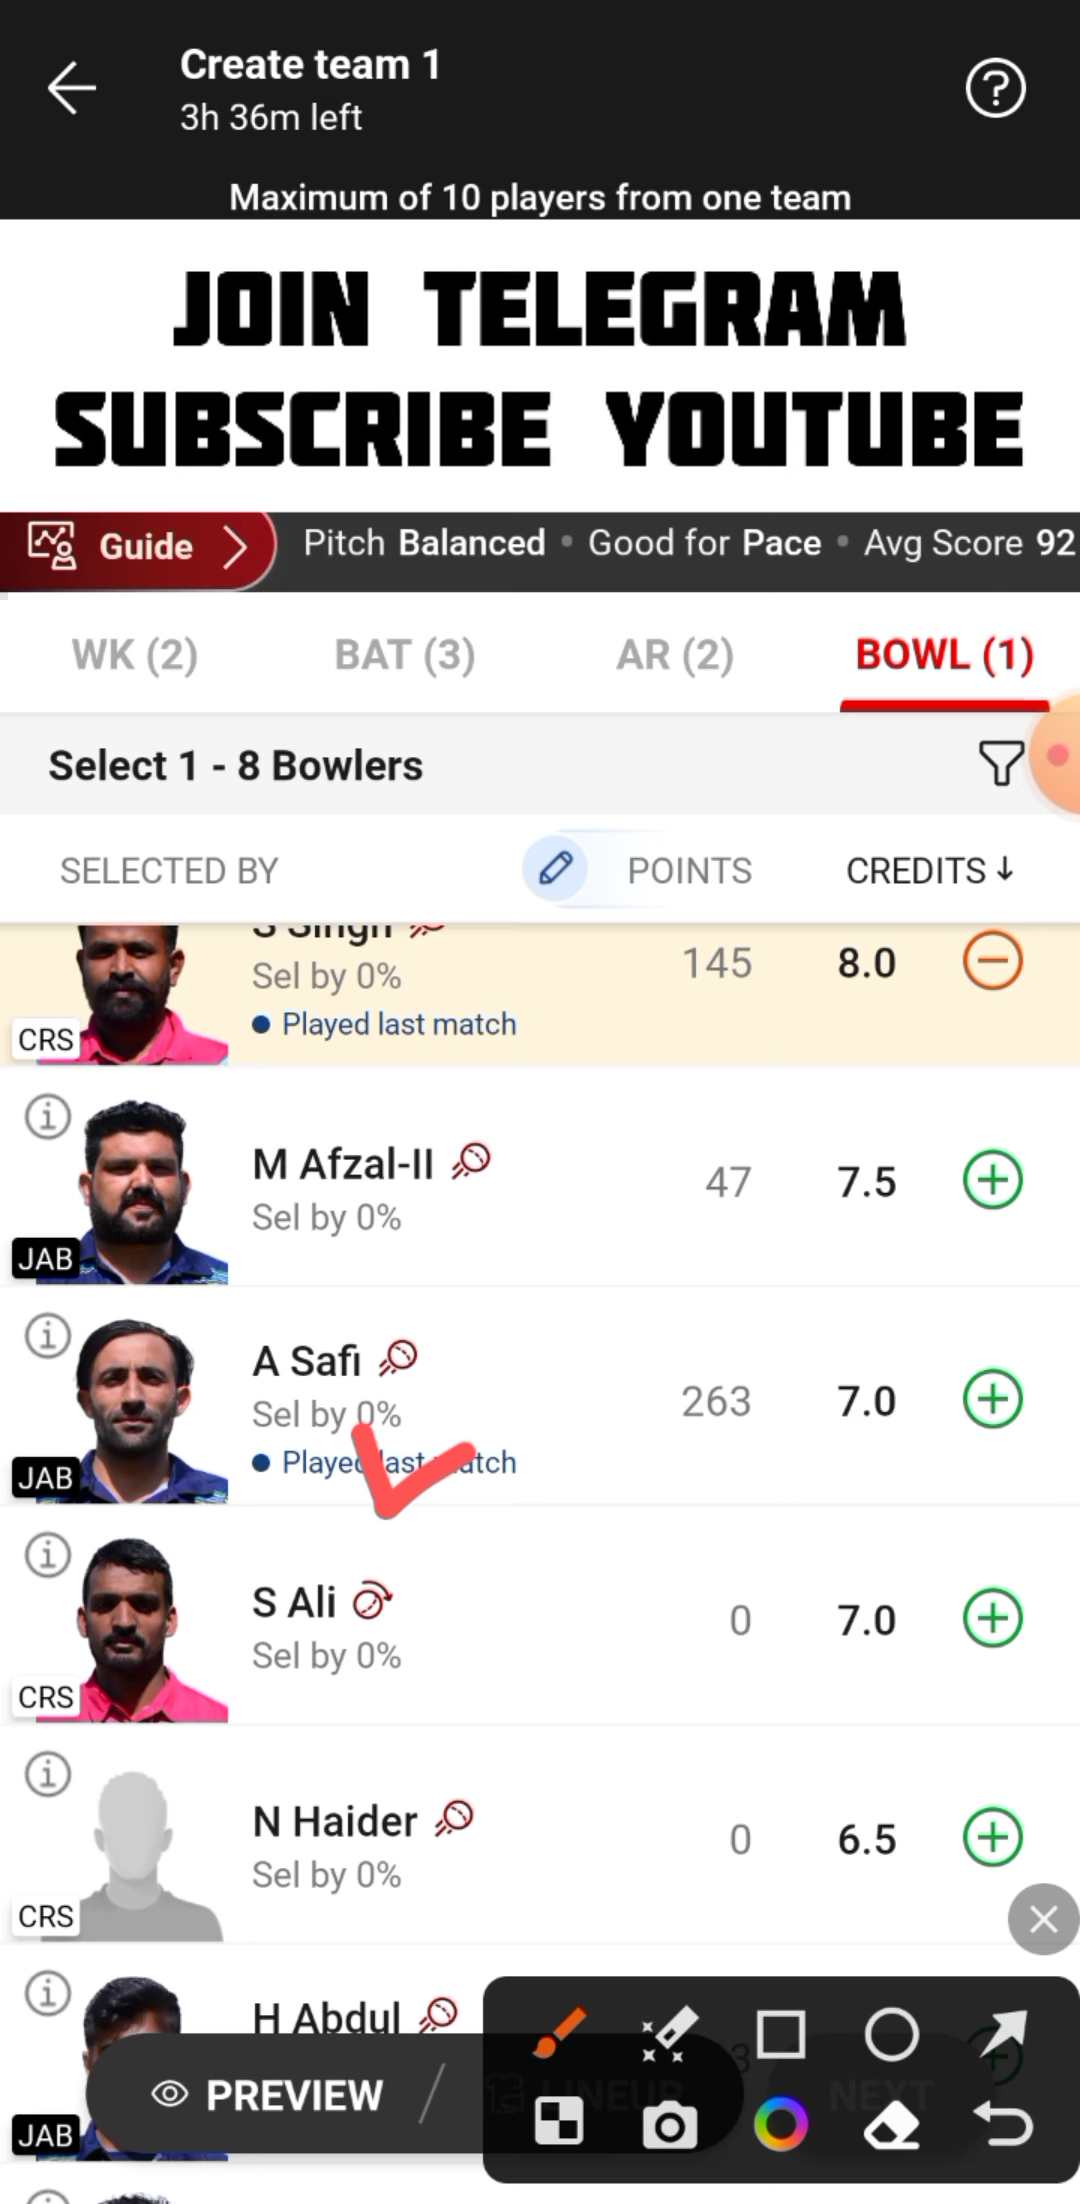 Create team 1
3h 36m left
Maximum of 10 players from one team
JOIN TELEGRAM
SUBSCRIBE YOUTUBE
Guide
Pitch Balanced • Good for Pace • Avg Score 92
WK (2) BAT (3) AR (2) BOWL (1)
Select 1 - 8 Bowlers
SELECTED BY POINTS CREDITS ↓
S Singh
Sel by 0% 145 8.0
• Played last match
CRS
M Afzal-II
Sel by 0% 47 7.5
JAB
A Safi
Sel by 0% 263 7.0
• Played last match
JAB
S Ali
Sel by 0% 0 7.0
CRS
N Haider
Sel by 0% 0 6.5
CRS
H Abdul
PREVIEW LINEUP NEXT
JAB